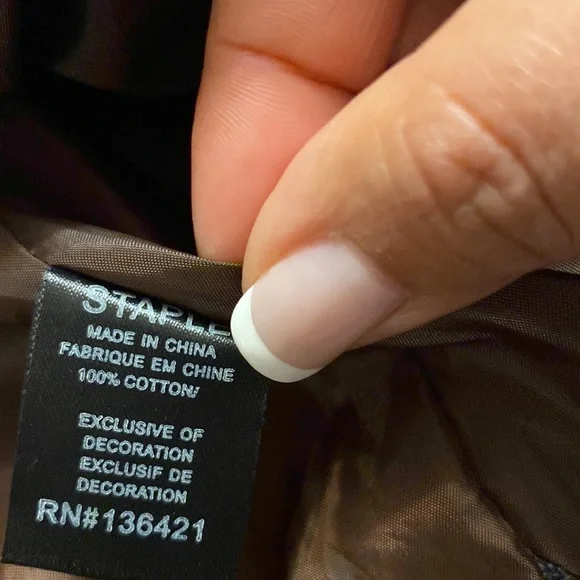 STAPLE
MADE IN CHINA
FABRIQUE EM CHINE
100% COTTON/
EXCLUSIVE OF
DECORATION
EXCLUSIF DE
DECORATION
RN#136421